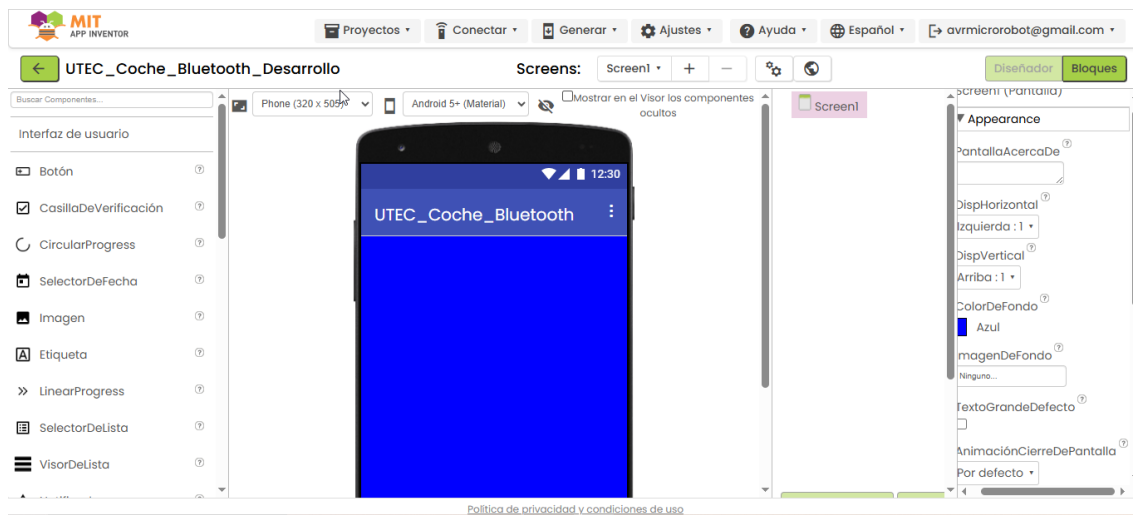 MIT
APP INVENTOR
Proyectos
Conectar
Generar
Ajustes
Ayuda
Español
avrmicrorobot@gmail.com
UTEC_Coche_Bluetooth_Desarrollo
Screens:
Screen1
Diseñador
Bloques
Buscar Componentes...
Interfaz de usuario
Botón
CasillaDeVerificación
CircularProgress
SelectorDeFecha
Imagen
Etiqueta
LinearProgress
SelectorDeLista
VisorDeLista
Phone (320 x 505)
Android 5+ (Material)
Mostrar en el Visor los componentes
ocultos
12:30
UTEC_Coche_Bluetooth
Screen1
Screen1 (Pantalla)
Appearance
PantallaAcercaDe
DispHorizontal
Izquierda : 1
DispVertical
Arriba : 1
ColorDeFondo
Azul
ImagenDeFondo
Ninguno...
TextoGrandeDefecto
AnimaciónCierreDePantalla
Por defecto
Política de privacidad y condiciones de uso